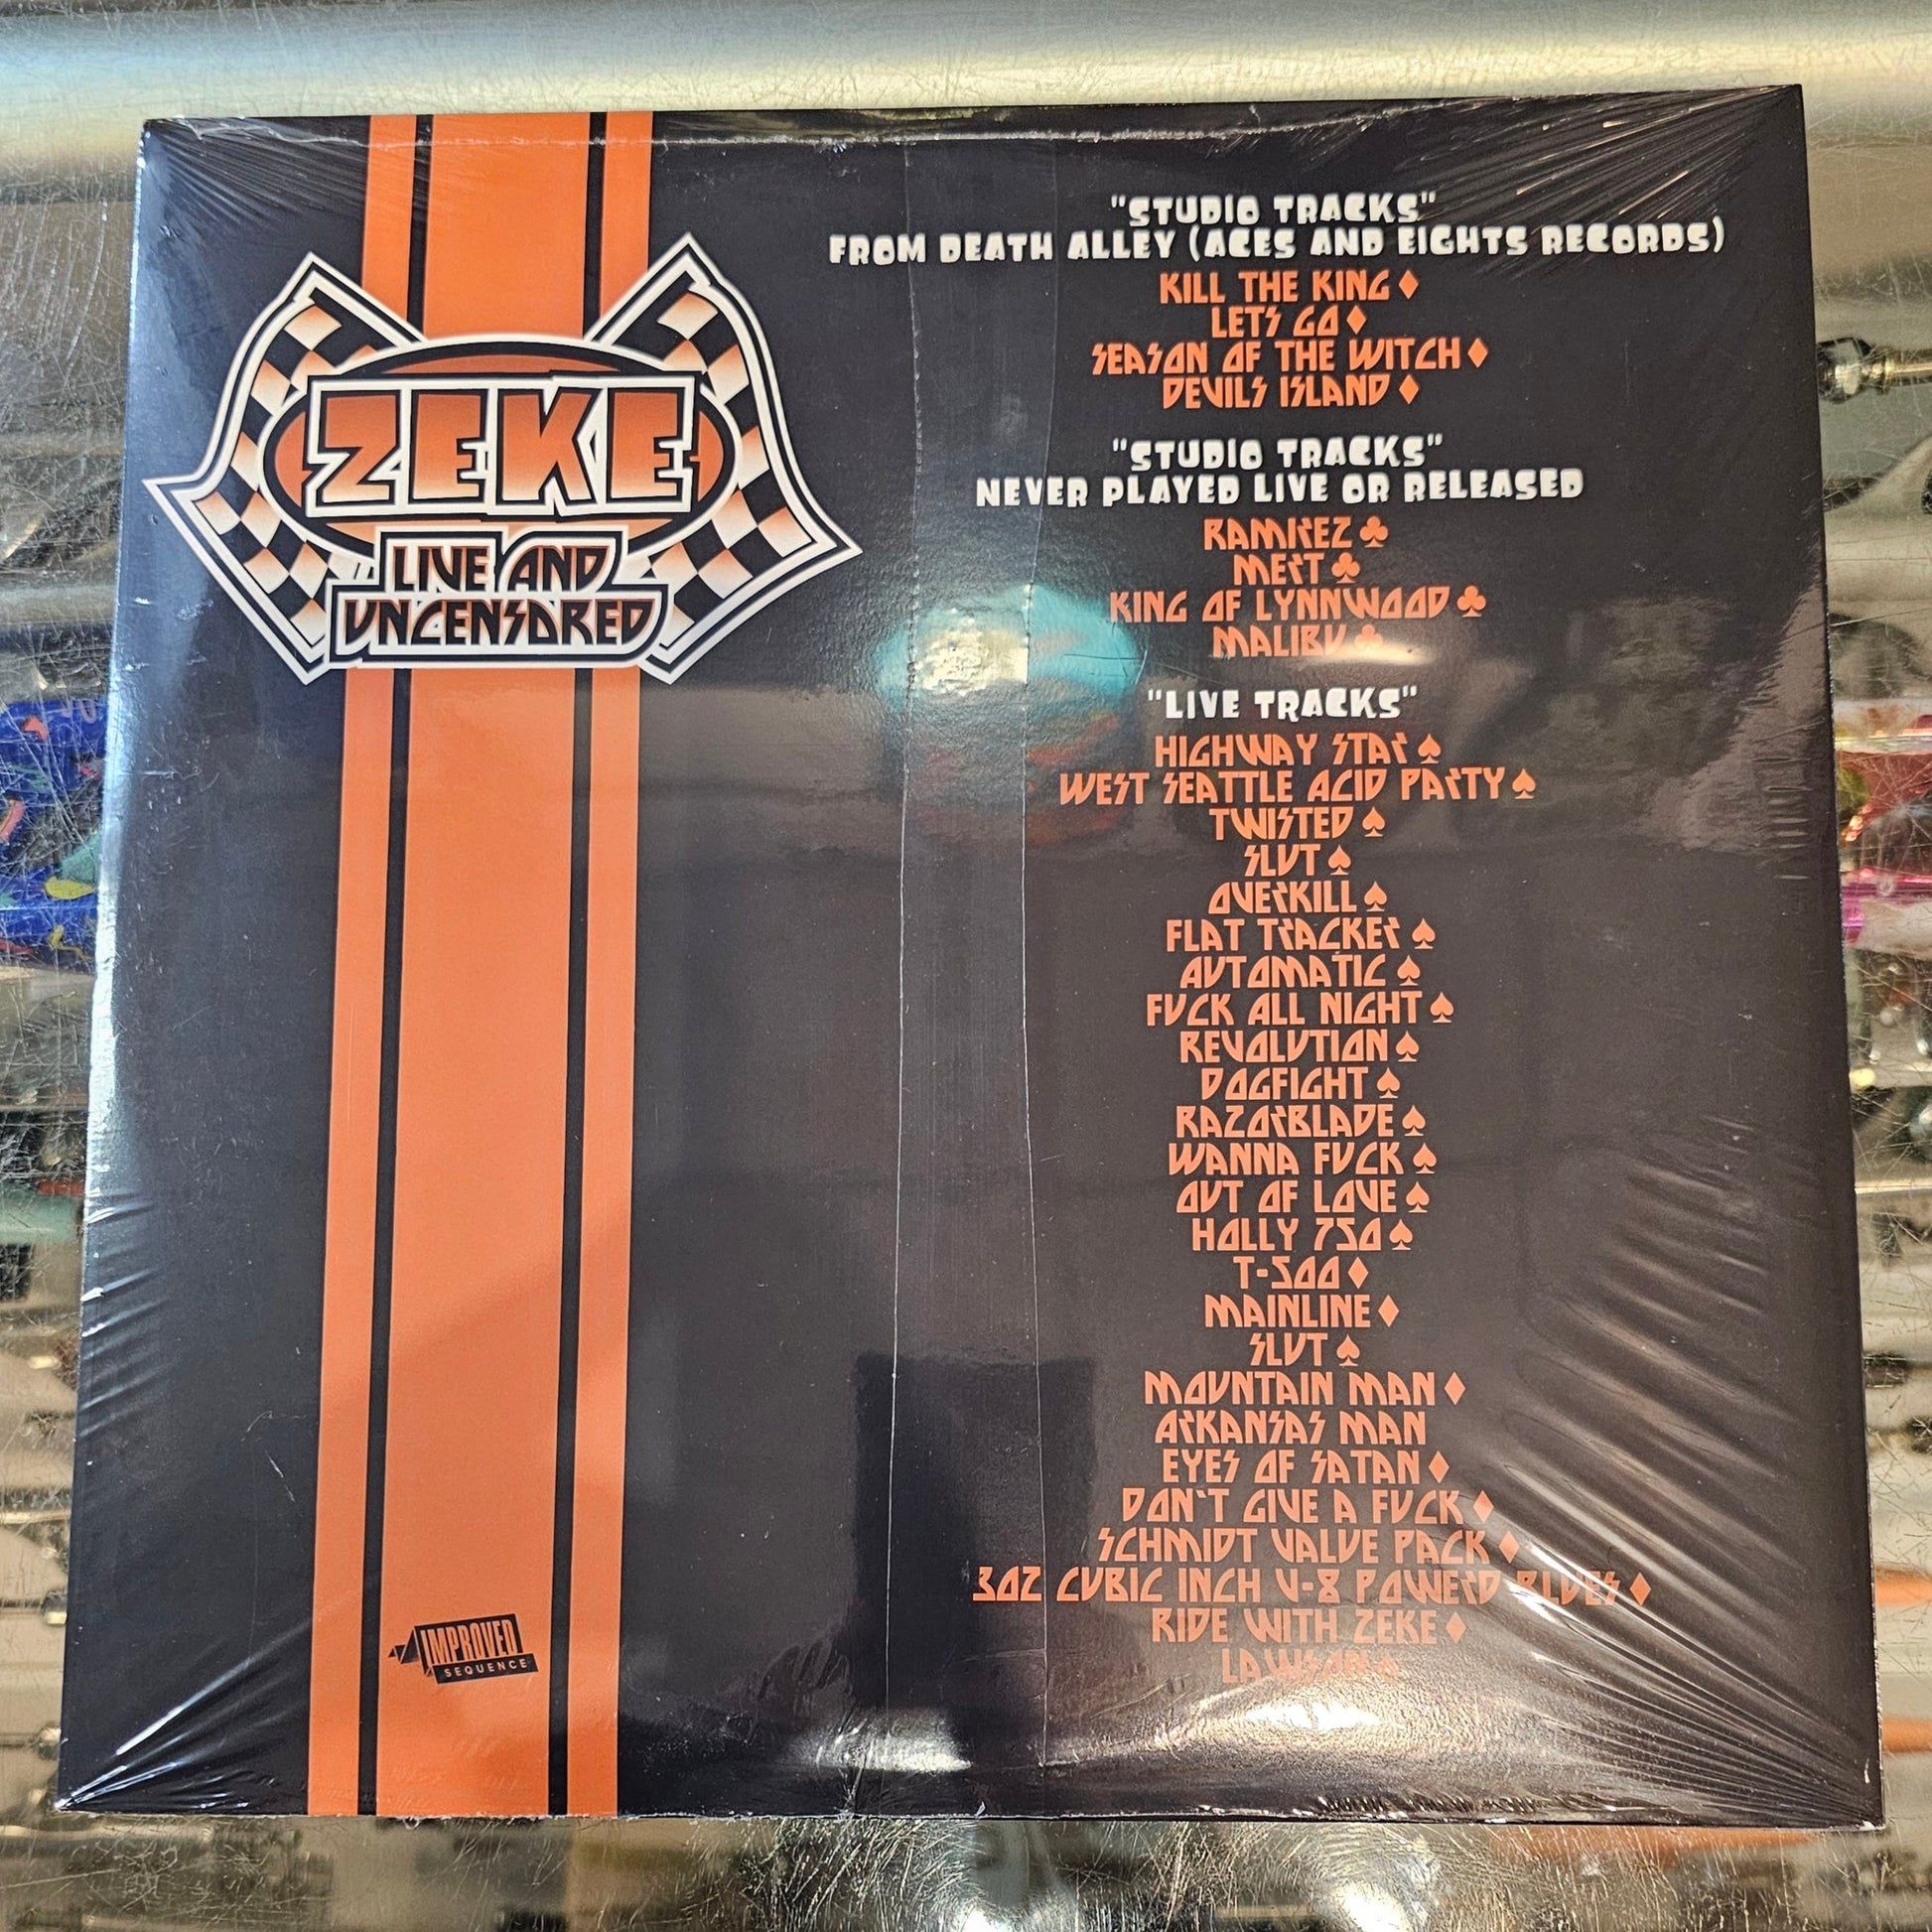 ZEKE
LIVE AND
UNCENSORED
"STUDIO TRACKS"
FROM DEATH ALLEY (ACES AND EIGHTS RECORDS)
KILL THE KING♦
LETS GO♦
SEASON OF THE WITCH♦
DEVILS ISLAND♦
"STUDIO TRACKS"
NEVER PLAYED LIVE OR RELEASED
RAMIREZ♣
MERT♣
KING OF LYNNWOOD♣
MALIBU♣
"LIVE TRACKS"
HIGHWAY STAR♠
WEST SEATTLE ACID PARTY♠
TWISTED♠
SLUT♠
OVERKILL♠
FLAT TRACKER♠
AUTOMATIC♠
FUCK ALL NIGHT♠
REVOLUTION♠
DOGFIGHT♠
RAZORBLADE♠
WANNA FUCK♠
OUT OF LOVE♠
HOLLY 750♠
T-500♦
MAINLINE♦
SLUT♠
MOUNTAIN MAN♦
ARKANSAS MAN
EYES OF SATAN♦
DON'T GIVE A FUCK♦
SCHMIDT VALUE PACK♦
302 CUBIC INCH V-8 POWERD BLUES♦
RIDE WITH ZEKE♦
LAWSON♠
IMPROVED
SEQUENCE